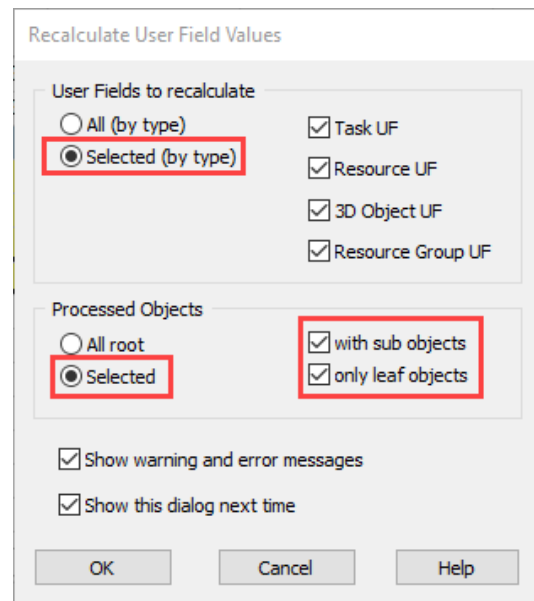 Recalculate User Field Values
User Fields to recalculate
All (by type)
Selected (by type)
Task UF
Resource UF
3D Object UF
Resource Group UF
Processed Objects
All root
Selected
with sub objects
only leaf objects
Show warning and error messages
Show this dialog next time
OK
Cancel
Help